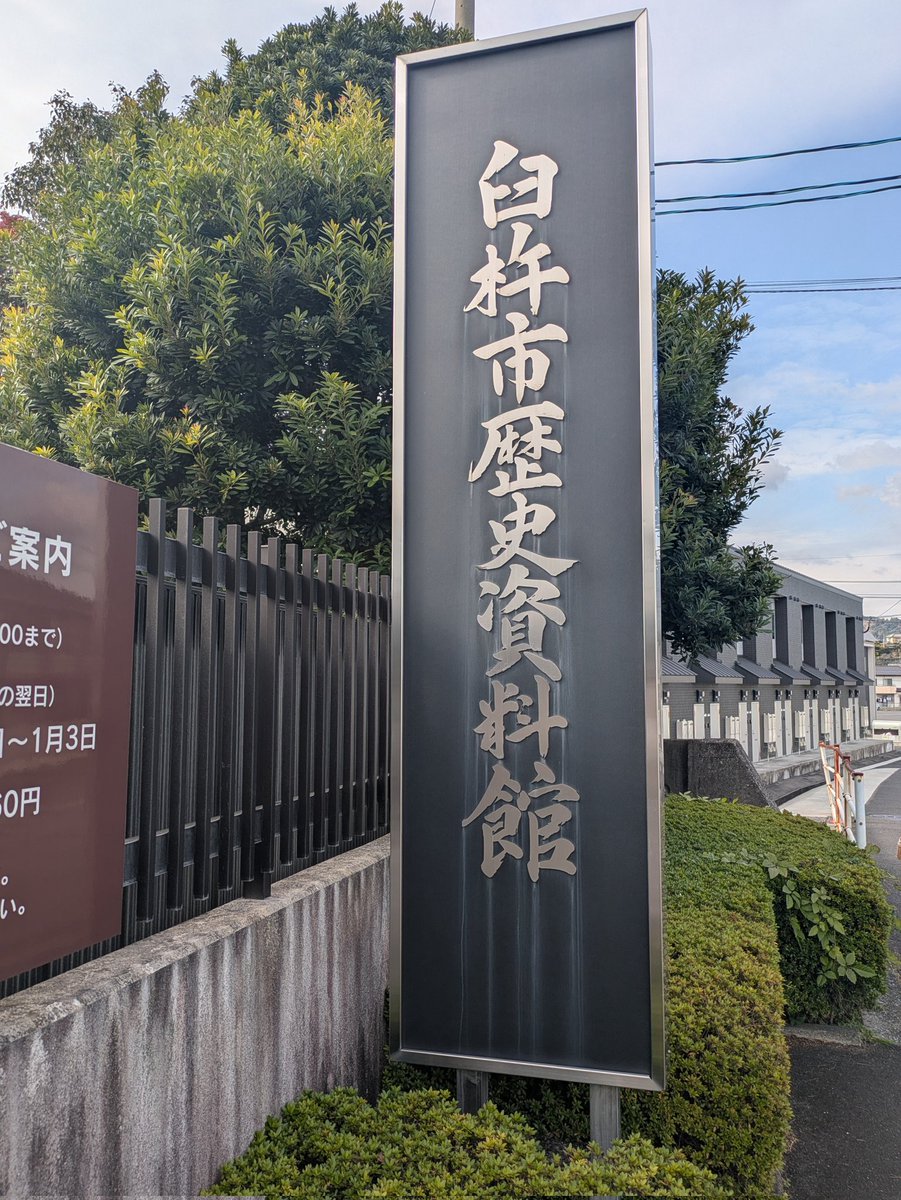 臼杵市歴史資料館
ご案内
00まで)
の翌日)
～1月3日
60円
。
い。